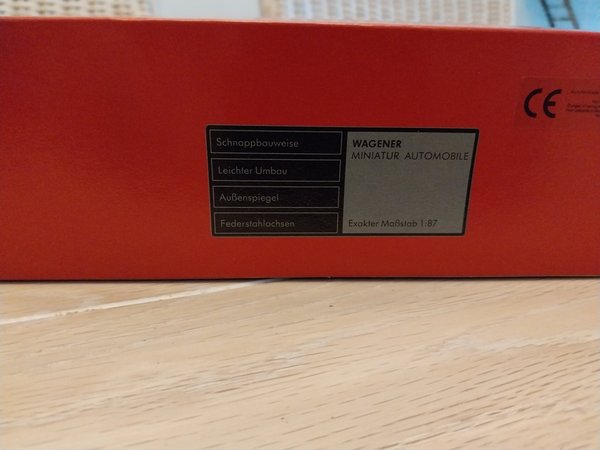 Schnappbauweise
Leichter Umbau
Außenspiegel
Federstahlachsen
WAGENER
MINIATUR AUTOMOBILE
Exakter Maßstab 1:87
CE